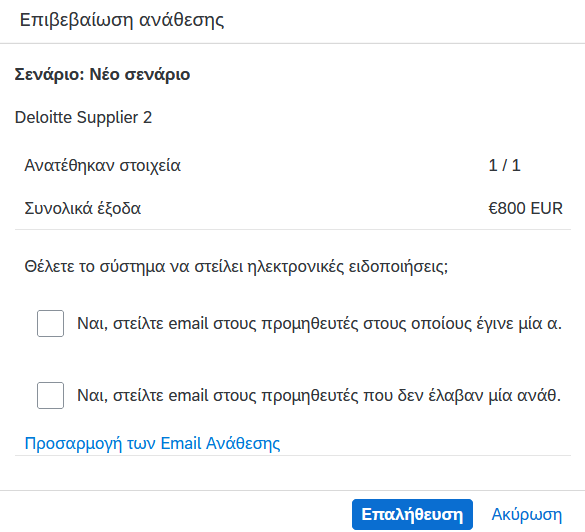 Επιβεβαίωση ανάθεσης
Σενάριο: Νέο σενάριο
Deloitte Supplier 2
Ανατέθηκαν στοιχεία 1 / 1
Συνολικά έξοδα €800 EUR
Θέλετε το σύστημα να στείλει ηλεκτρονικές ειδοποιήσεις;
Ναι, στείλτε email στους προμηθευτές στους οποίους έγινε μία α.
Ναι, στείλτε email στους προμηθευτές που δεν έλαβαν μία ανάθ.
Προσαρμογή των Email Ανάθεσης
Επαλήθευση Ακύρωση